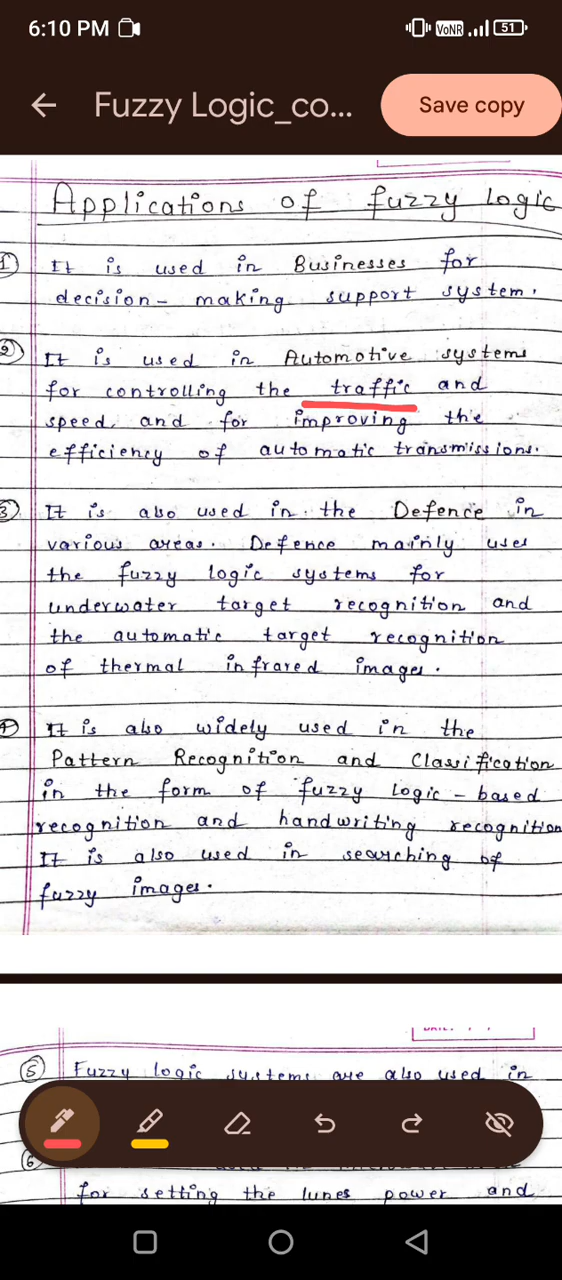 6:10 PM
VoNR
51
Fuzzy Logic_co...
Save copy
Applications of fuzzy logic
1) It is used in Businesses for
decision - making support system.
2) It is used in Automotive systems
for controlling the traffic and
speed, and for improving the
efficiency of automatic transmissions.
3) It is also used in the Defence in
various areas. Defence mainly uses
the fuzzy logic systems for
underwater target recognition and
the automatic target recognition
of thermal infrared images.
4) It is also widely used in the
Pattern Recognition and Classification
in the form of fuzzy logic - based
recognition and handwriting recognition
It is also used in searching of
fuzzy images.
5) Fuzzy logic systems are also used in
6)
for setting the lunes power and